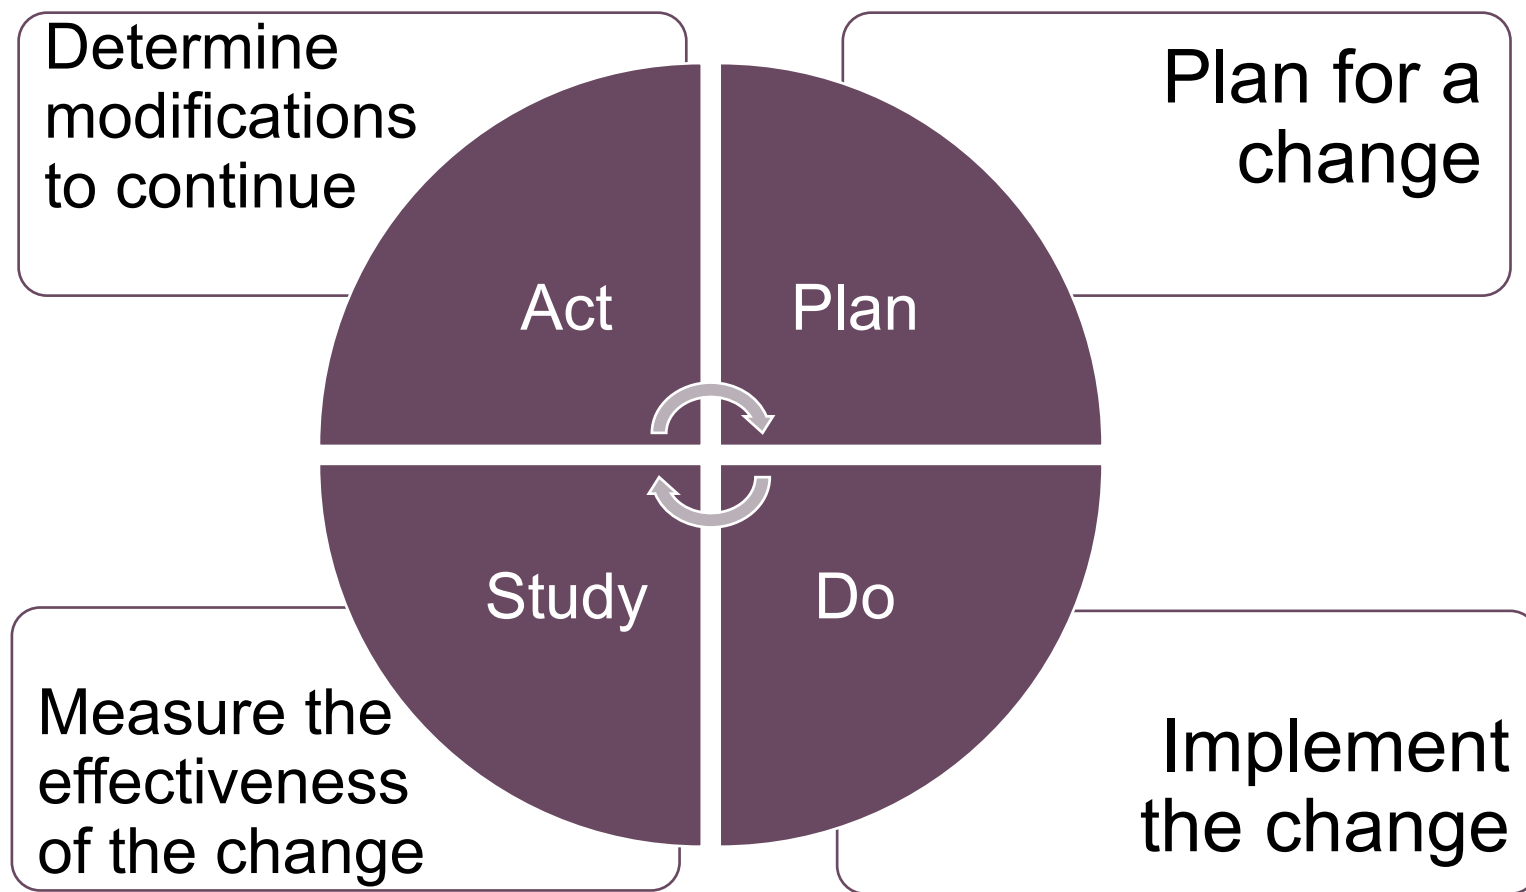 Determine
modifications
to continue
Plan for a
change
Act
Plan
Study
Do
Measure the
effectiveness
of the change
Implement
the change